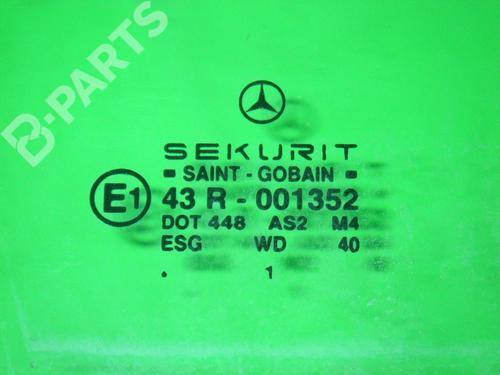 B-PARTS
SEKURIT
SAINT - GOBAIN
E1 43 R - 001352
DOT 448 AS2 M4
ESG WD 40
. 1